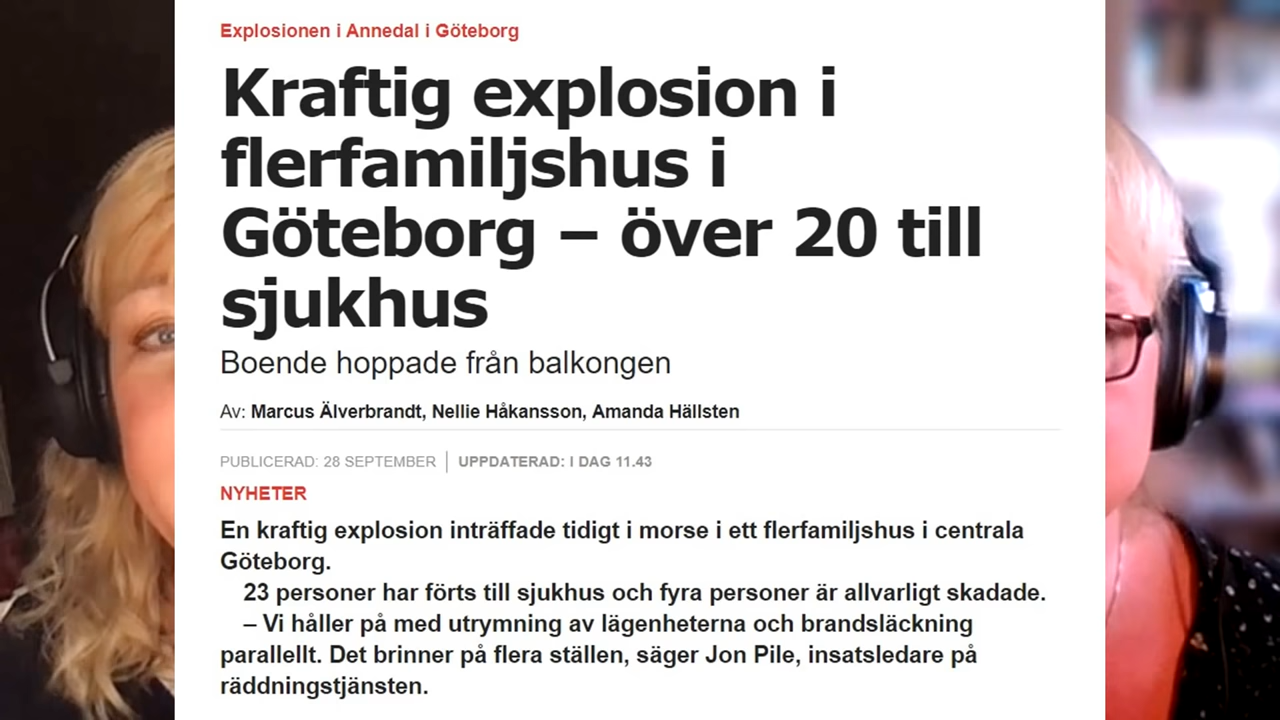 Explosionen i Annedal i Göteborg
Kraftig explosion i
flerfamiljshus i
Göteborg – över 20 till
sjukhus
Boende hoppade från balkongen
Av: Marcus Älverbrandt, Nellie Håkansson, Amanda Hällsten
PUBLICERAD: 28 SEPTEMBER | UPPDATERAD: I DAG 11.43
NYHETER
En kraftig explosion inträffade tidigt i morse i ett flerfamiljshus i centrala
Göteborg.
23 personer har förts till sjukhus och fyra personer är allvarligt skadade.
– Vi håller på med utrymning av lägenheterna och brandsläckning
parallellt. Det brinner på flera ställen, säger Jon Pile, insatsledare på
räddningstjänsten.